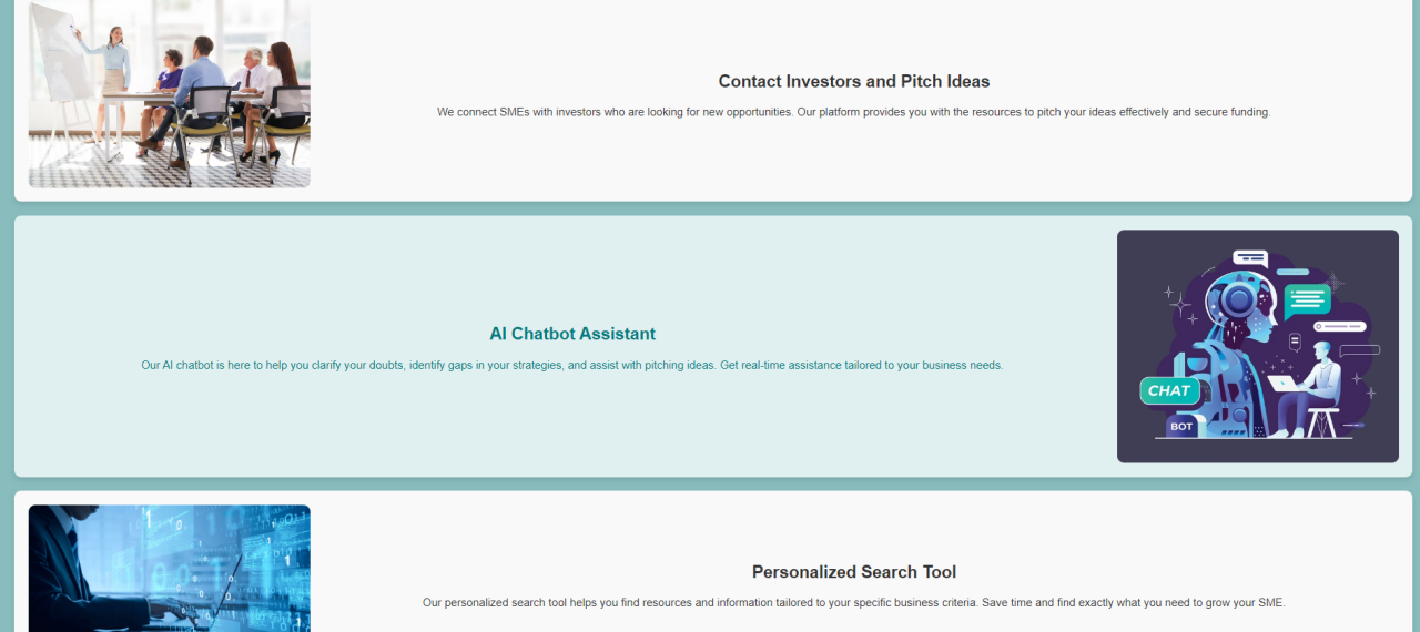 Contact Investors and Pitch Ideas
We connect SMEs with investors who are looking for new opportunities. Our platform provides you with the resources to pitch your ideas effectively and secure funding.
AI Chatbot Assistant
Our AI chatbot is here to help you clarify your doubts, identify gaps in your strategies, and assist with pitching ideas. Get real-time assistance tailored to your business needs.
CHAT
BOT
Personalized Search Tool
Our personalized search tool helps you find resources and information tailored to your specific business criteria. Save time and find exactly what you need to grow your SME.